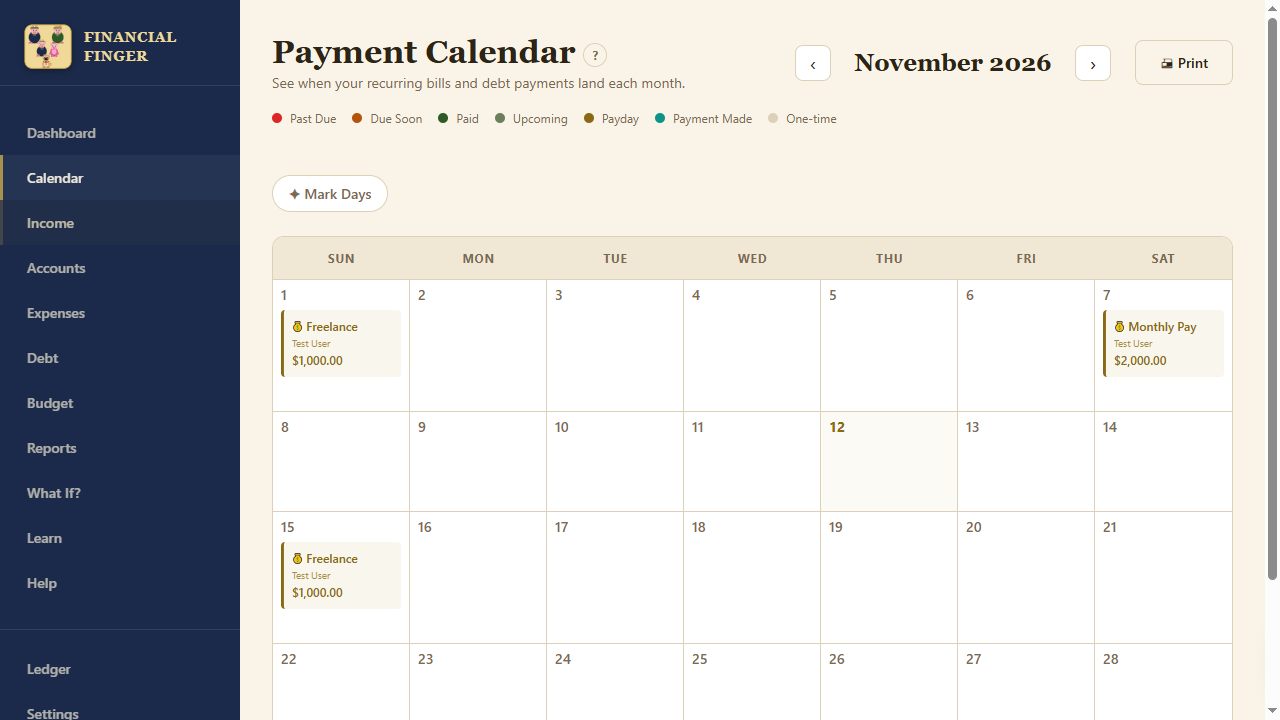 FINANCIAL
FINGER
Dashboard
Calendar
Income
Accounts
Expenses
Debt
Budget
Reports
What If?
Learn
Help
Ledger
Settings
Payment Calendar ?
See when your recurring bills and debt payments land each month.
‹ November 2026 › Print
Past Due Due Soon Paid Upcoming Payday Payment Made One-time
✦ Mark Days
SUN MON TUE WED THU FRI SAT
1 2 3 4 5 6 7
Freelance Monthly Pay
Test User Test User
$1,000.00 $2,000.00
8 9 10 11 12 13 14
15 16 17 18 19 20 21
Freelance
Test User
$1,000.00
22 23 24 25 26 27 28